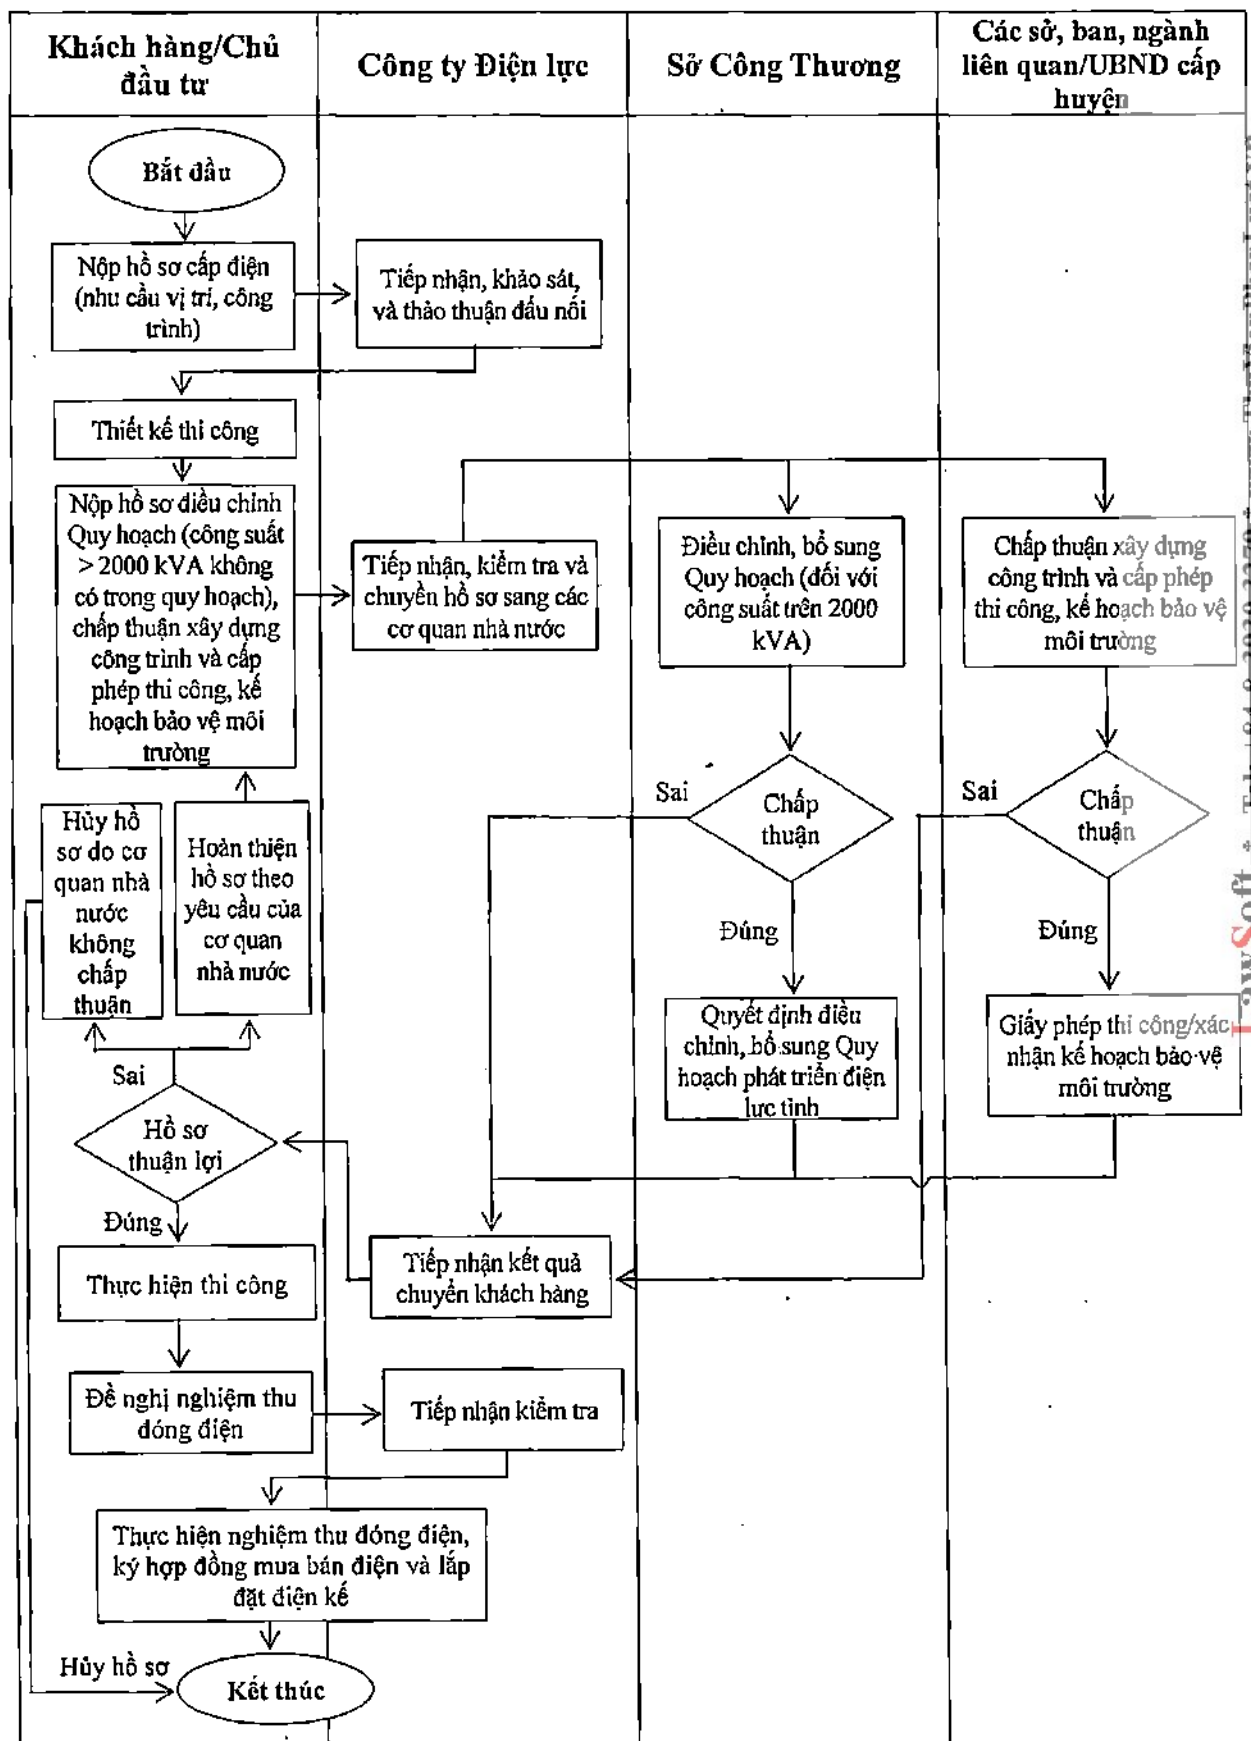 Khách hàng/Chủ
đầu tư
Công ty Điện lực
Sở Công Thương
Các sở, ban, ngành
liên quan/UBND cấp
huyện
Bắt đầu
Nộp hồ sơ cấp điện
(nhu cầu vị trí, công
trình)
Tiếp nhận, khảo sát,
và thỏa thuận đấu nối
Thiết kế thi công
Nộp hồ sơ điều chỉnh
Quy hoạch (công suất
> 2000 kVA không
có trong quy hoạch),
chấp thuận xây dựng
công trình và cấp
phép thi công, kế
hoạch bảo vệ môi
trường
Tiếp nhận, kiểm tra và
chuyển hồ sơ sang các
cơ quan nhà nước
Điều chỉnh, bổ sung
Quy hoạch (đối với
công suất trên 2000
kVA)
Chấp thuận xây dựng
công trình và cấp phép
thi công, kế hoạch bảo vệ
môi trường
Sai
Chấp
thuận
Sai
Chấp
thuận
Hủy hồ
sơ do cơ
quan nhà
nước
không
chấp
thuận
Hoàn thiện
hồ sơ theo
yêu cầu của
cơ quan
nhà nước
Đúng
Đúng
Quyết định điều
chỉnh, bổ sung Quy
hoạch phát triển điện
lực tỉnh
Giấy phép thi công/xác
nhận kế hoạch bảo vệ
môi trường
Sai
Hồ sơ
thuận lợi
Đúng
Thực hiện thi công
Tiếp nhận kết quả
chuyển khách hàng
Đề nghị nghiệm thu
đóng điện
Tiếp nhận kiểm tra
Thực hiện nghiệm thu đóng điện,
ký hợp đồng mua bán điện và lắp
đặt điện kế
Hủy hồ sơ
Kết thúc
LawSoft *